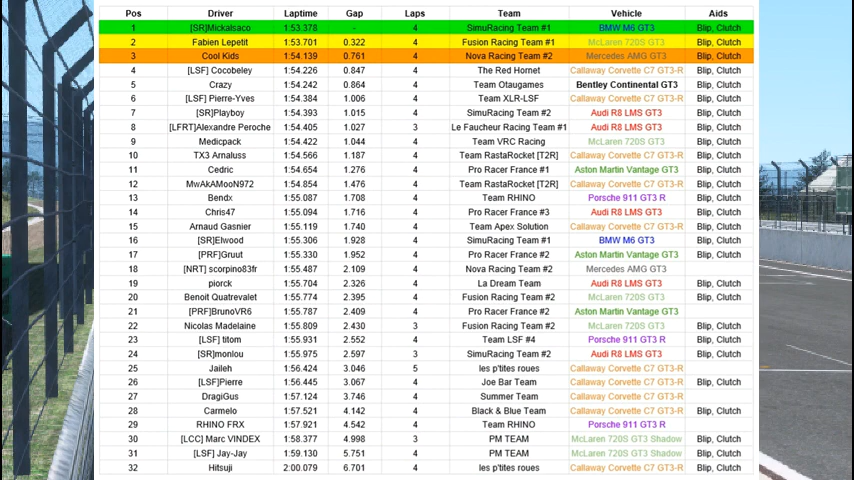 Pos Driver Laptime Gap Laps Team Vehicle Aids
1 [SR]Mickalsaco 1:53.378 - 4 SimuRacing Team #1 BMW M6 GT3 Blip, Clutch
2 Fabien Lepetit 1:53.701 0.322 4 Fusion Racing Team #1 McLaren 720S GT3 Blip, Clutch
3 Cool Kids 1:54.139 0.761 4 Nova Racing Team #2 Mercedes AMG GT3 Blip, Clutch
4 [LSF] Cocobeley 1:54.226 0.847 4 The Red Hornet Callaway Corvette C7 GT3-R Blip, Clutch
5 Crazy 1:54.242 0.864 4 Team Otaugames Bentley Continental GT3 Blip, Clutch
6 [LSF] Pierre-Yves 1:54.384 1.006 4 Team XLR-LSF Callaway Corvette C7 GT3-R Blip, Clutch
7 [SR]Playboy 1:54.393 1.015 4 SimuRacing Team #2 Audi R8 LMS GT3 Blip, Clutch
8 [LFRT]Alexandre Peroche 1:54.405 1.027 3 Le Faucheur Racing Team #1 Audi R8 LMS GT3 Blip, Clutch
9 Medicpack 1:54.422 1.044 4 Team VRC Racing McLaren 720S GT3 Blip, Clutch
10 TX3 Arnaluss 1:54.566 1.187 4 Team RastaRocket [T2R] Callaway Corvette C7 GT3-R Blip, Clutch
11 Cedric 1:54.654 1.276 4 Pro Racer France #1 Aston Martin Vantage GT3 Blip, Clutch
12 MwAkAMooN972 1:54.854 1.476 4 Team RastaRocket [T2R] Callaway Corvette C7 GT3-R Blip, Clutch
13 Bendx 1:55.087 1.708 4 Team RHINO Porsche 911 GT3 R Blip, Clutch
14 Chris47 1:55.094 1.716 4 Pro Racer France #3 Audi R8 LMS GT3 Blip, Clutch
15 Arnaud Gasnier 1:55.119 1.740 4 Team Apex Solution Callaway Corvette C7 GT3-R Blip, Clutch
16 [SR]Elwood 1:55.306 1.928 4 SimuRacing Team #1 BMW M6 GT3 Blip, Clutch
17 [PRF]Gruut 1:55.330 1.952 4 Pro Racer France #2 Aston Martin Vantage GT3 Blip, Clutch
18 [NRT] scorpino83fr 1:55.487 2.109 4 Nova Racing Team #2 Mercedes AMG GT3
19 piorck 1:55.704 2.326 4 La Dream Team Audi R8 LMS GT3 Blip, Clutch
20 Benoit Quatrevalet 1:55.774 2.395 4 Fusion Racing Team #2 McLaren 720S GT3 Blip, Clutch
21 [PRF]BrunoVR6 1:55.787 2.409 4 Pro Racer France #2 Aston Martin Vantage GT3
22 Nicolas Madelaine 1:55.809 2.430 3 Fusion Racing Team #2 McLaren 720S GT3 Blip, Clutch
23 [LSF] titom 1:55.931 2.552 4 Team LSF #4 Porsche 911 GT3 R Blip, Clutch
24 [SR]monlou 1:55.975 2.597 3 SimuRacing Team #2 Audi R8 LMS GT3 Blip, Clutch
25 Jaileh 1:56.424 3.046 5 les p'tites roues Callaway Corvette C7 GT3-R
26 [LSF]Pierre 1:56.445 3.067 4 Joe Bar Team Callaway Corvette C7 GT3-R Blip, Clutch
27 DragiGus 1:57.124 3.746 4 Summer Team Callaway Corvette C7 GT3-R
28 Carmelo 1:57.521 4.142 4 Black & Blue Team Callaway Corvette C7 GT3-R Blip, Clutch
29 RHINO FRX 1:57.921 4.542 4 Team RHINO Porsche 911 GT3 R
30 [LCC] Marc VINDEX 1:58.377 4.998 3 PM TEAM McLaren 720S GT3 Shadow Blip, Clutch
31 [LSF] Jay-Jay 1:59.130 5.751 4 PM TEAM McLaren 720S GT3 Shadow Blip, Clutch
32 Hitsuji 2:00.079 6.701 4 les p'tites roues Callaway Corvette C7 GT3-R Blip, Clutch